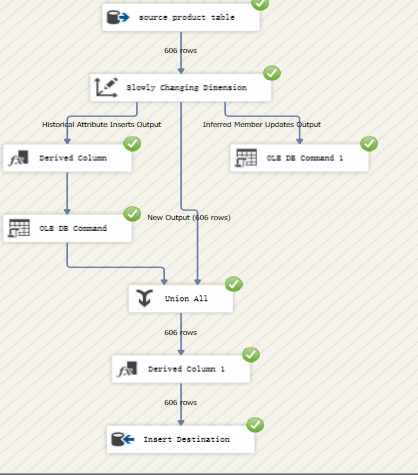 source product table
606 rows
Slowly Changing Dimension
Historical Attribute Inserts Output
Inferred Member Updates Output
Derived Column
OLE DB Command 1
New Output (606 rows)
OLE DB Command
Union All
606 rows
Derived Column 1
606 rows
Insert Destination